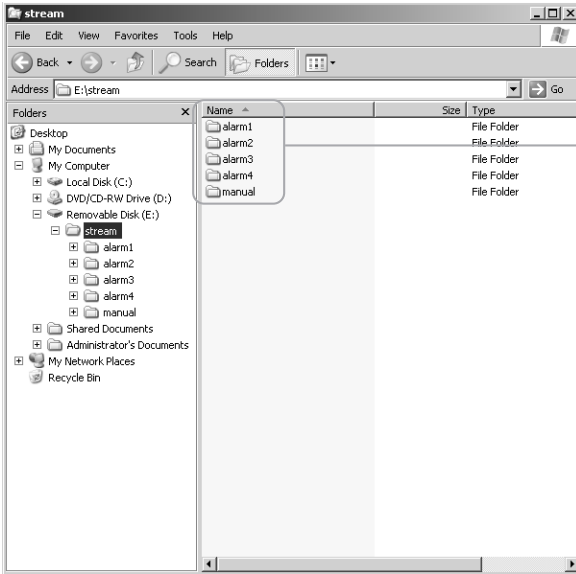 stream
File Edit View Favorites Tools Help
Back Search Folders
Address E:\stream Go
Folders x
Desktop
My Documents
My Computer
Local Disk (C:)
DVD/CD-RW Drive (D:)
Removable Disk (E:)
stream
alarm1
alarm2
alarm3
alarm4
manual
Shared Documents
Administrator's Documents
My Network Places
Recycle Bin
Name Size Type
alarm1 File Folder
alarm2 File Folder
alarm3 File Folder
alarm4 File Folder
manual File Folder